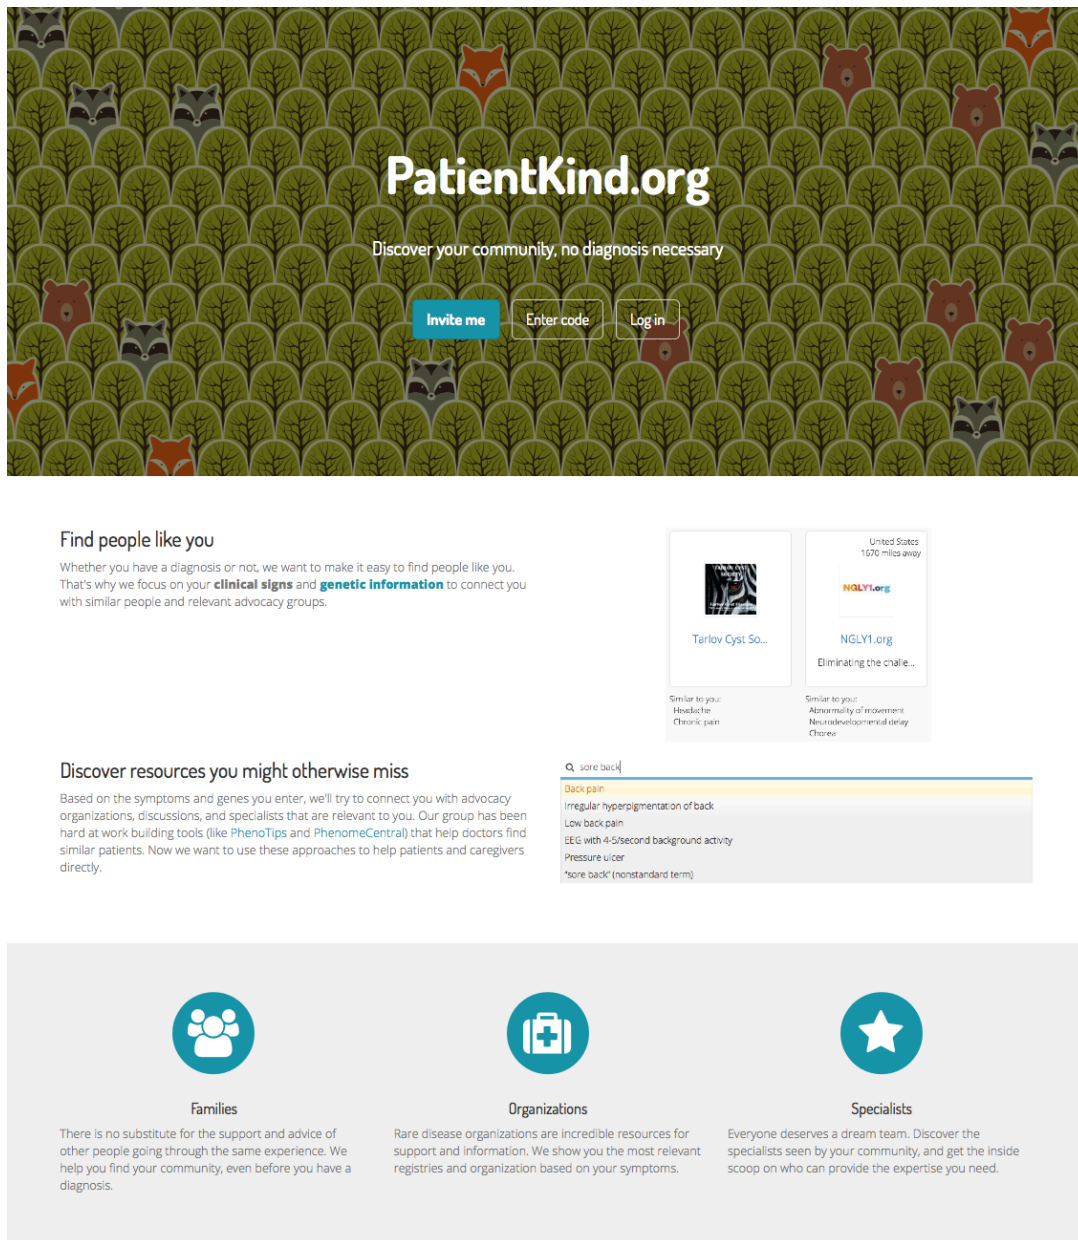 PatientKind.org
Discover your community, no diagnosis necessary
Invite me
Enter code
Log in
Find people like you
Whether you have a diagnosis or not, we want to make it easy to find people like you.
That's why we focus on your clinical signs and genetic information to connect you
with similar people and relevant advocacy groups.
TARLOV CYST
SOCIETY
Tarlov Cyst So...
Similar to you:
Headache
Chronic pain
United States
1670 miles away
NGLY1.org
NGLY1.org
Eliminating the challe...
Similar to you:
Abnormality of movement
Neurodevelopmental delay
Chorea
Discover resources you might otherwise miss
Based on the symptoms and genes you enter, we'll try to connect you with advocacy
organizations, discussions, and specialists that are relevant to you. Our group has been
hard at work building tools (like PhenoTips and PhenomeCentral) that help doctors find
similar patients. Now we want to use these approaches to help patients and caregivers
directly.
sore back
Back pain
Irregular hyperpigmentation of back
Low back pain
EEG with 4-5/second background activity
Pressure ulcer
"sore back" (nonstandard term)
Families
There is no substitute for the support and advice of
other people going through the same experience. We
help you find your community, even before you have a
diagnosis.
Organizations
Rare disease organizations are incredible resources for
support and information. We show you the most relevant
registries and organization based on your symptoms.
Specialists
Everyone deserves a dream team. Discover the
specialists seen by your community, and get the inside
scoop on who can provide the expertise you need.